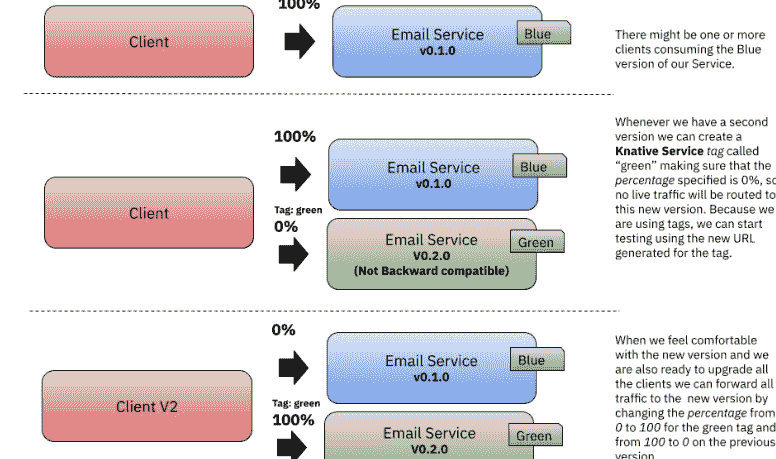 100%
Client
Email Service
v0.1.0
Blue
There might be one or more
clients consuming the Blue
version of our Service.
100%
Email Service
v0.1.0
Blue
Client
Tag: green
0%
Email Service
V0.2.0
(Not Backward compatible)
Green
Whenever we have a second
version we can create a
Knative Service tag called
“green” making sure that the
percentage specified is 0%, so
no live traffic will be routed to
this new version. Because we
are using tags, we can start
testing using the new URL
generated for the tag.
0%
Email Service
v0.1.0
Blue
Client V2
Tag: green
100%
Email Service
V0.2.0
Green
When we feel comfortable
with the new version and we
are also ready to upgrade all
the clients we can forward all
traffic to the  new version by
changing the percentage from
0 to 100 for the green tag and
from 100 to 0 on the previous
version